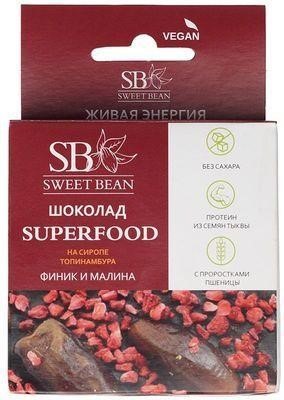 VEGAN
SB
SWEET BEAN
ЖИВАЯ ЭНЕРГИЯ
SB
SWEET BEAN
ШОКОЛАД
SUPERFOOD
НА СИРОПЕ
ТОПИНАМБУРА
ФИНИК И МАЛИНА
БЕЗ САХАРА
ПРОТЕИН
ИЗ СЕМЯН ТЫКВЫ
С ПРОРОСТКАМИ
ПШЕНИЦЫ